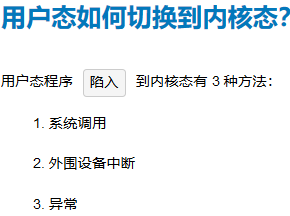 用户态如何切换到内核态?
用户态程序 陷入 到内核态有 3 种方法：
1. 系统调用
2. 外围设备中断
3. 异常